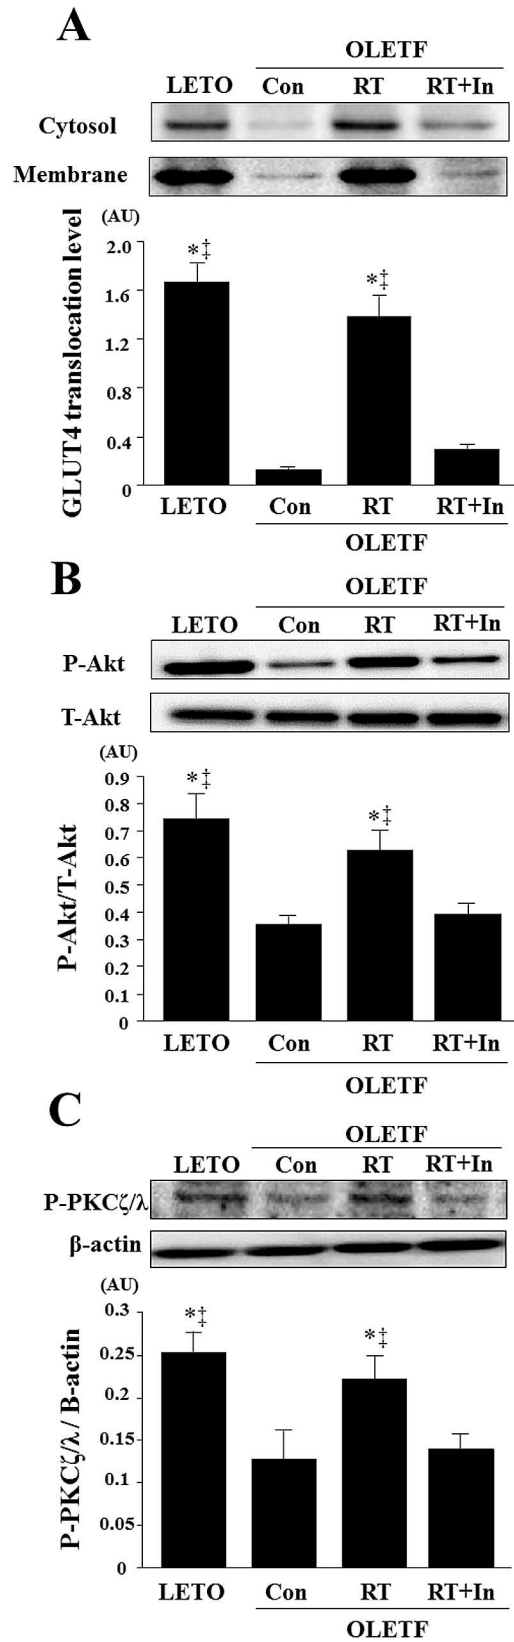 A
OLETF
LETO Con RT RT+In
Cytosol
Membrane
(AU)
GLUT4 translocation level
2.0
1.6
1.2
0.8
0.4
0
*‡
*‡
LETO Con RT RT+In
OLETF
B
OLETF
LETO Con RT RT+In
P-Akt
T-Akt
(AU)
P-Akt/T-Akt
0.9
0.8
0.7
0.6
0.5
0.4
0.3
0.2
0.1
0
*‡
*‡
LETO Con RT RT+In
OLETF
C
OLETF
LETO Con RT RT+In
P-PKCζ/λ
β-actin
(AU)
P-PKCζ/λ / B-actin
0.3
0.25
0.2
0.15
0.1
0.05
0
*‡
*‡
LETO Con RT RT+In
OLETF